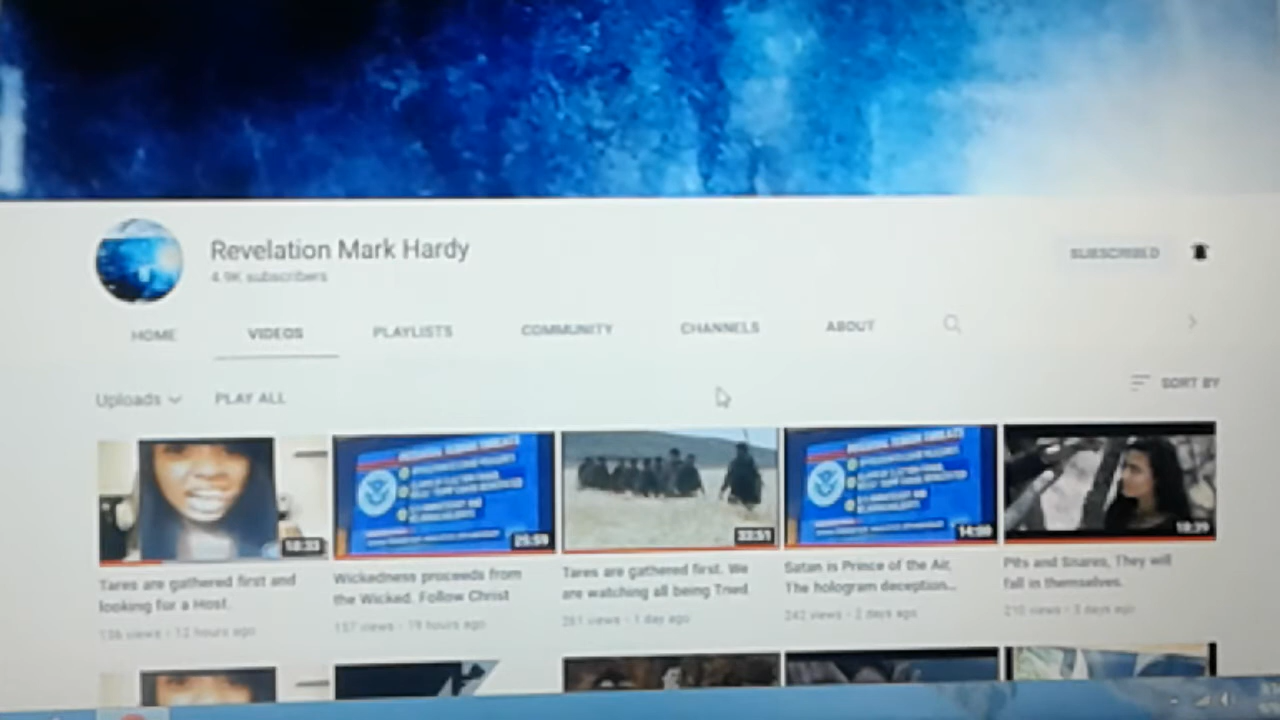 Revelation Mark Hardy
4.9K subscribers
SUBSCRIBED
HOME VIDEOS PLAYLISTS COMMUNITY CHANNELS ABOUT
Uploads PLAY ALL
SORT BY
18:33 25:59 33:51 14:59 18:39
Tares are gathered first and
looking for a Host.
136 views · 12 hours ago
Wickedness proceeds from
the Wicked. Follow Christ
157 views · 19 hours ago
Tares are gathered first. We
are watching all being Tried
261 views · 1 day ago
Satan is Prince of the Air,
The hologram deception...
242 views · 2 days ago
Pits and Snares, They will
fall in themselves.
210 views · 3 days ago